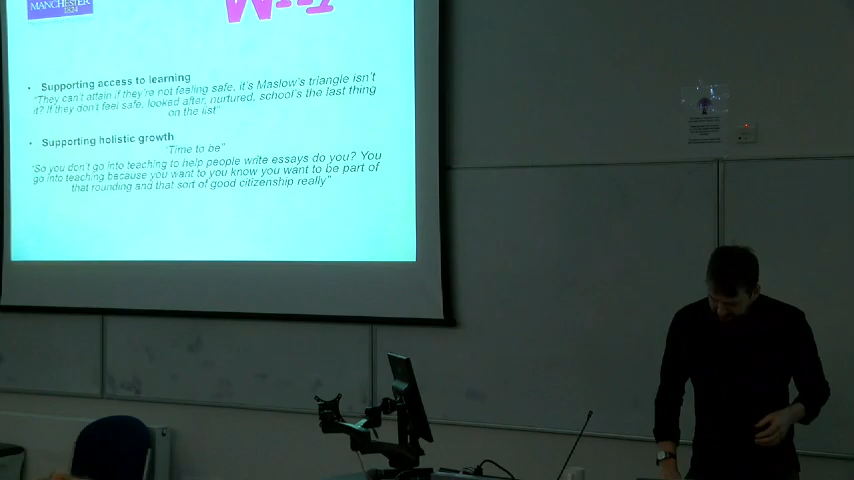 MANCHESTER
1824
Why
• Supporting access to learning
"They can't attain if they're not feeling safe, it's Maslow's triangle isn't
it? If they don't feel safe, looked after, nurtured, school's the last thing
on the list"
• Supporting holistic growth
"Time to be"
"So you don't go into teaching to help people write essays do you? You
go into teaching because you want to you know you want to be part of
that rounding and that sort of good citizenship really"